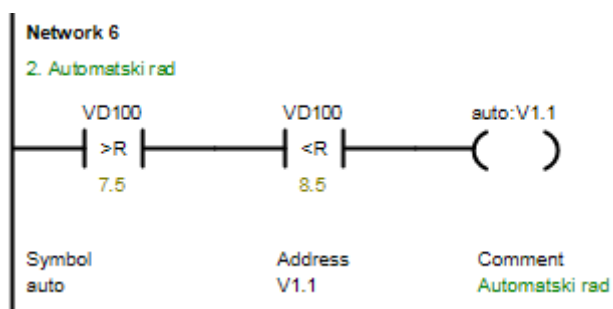 Network 6
2. Automatski rad
VD100 VD100 auto:V1.1
>R <R
7.5 8.5
Symbol Address Comment
auto V1.1 Automatski rad